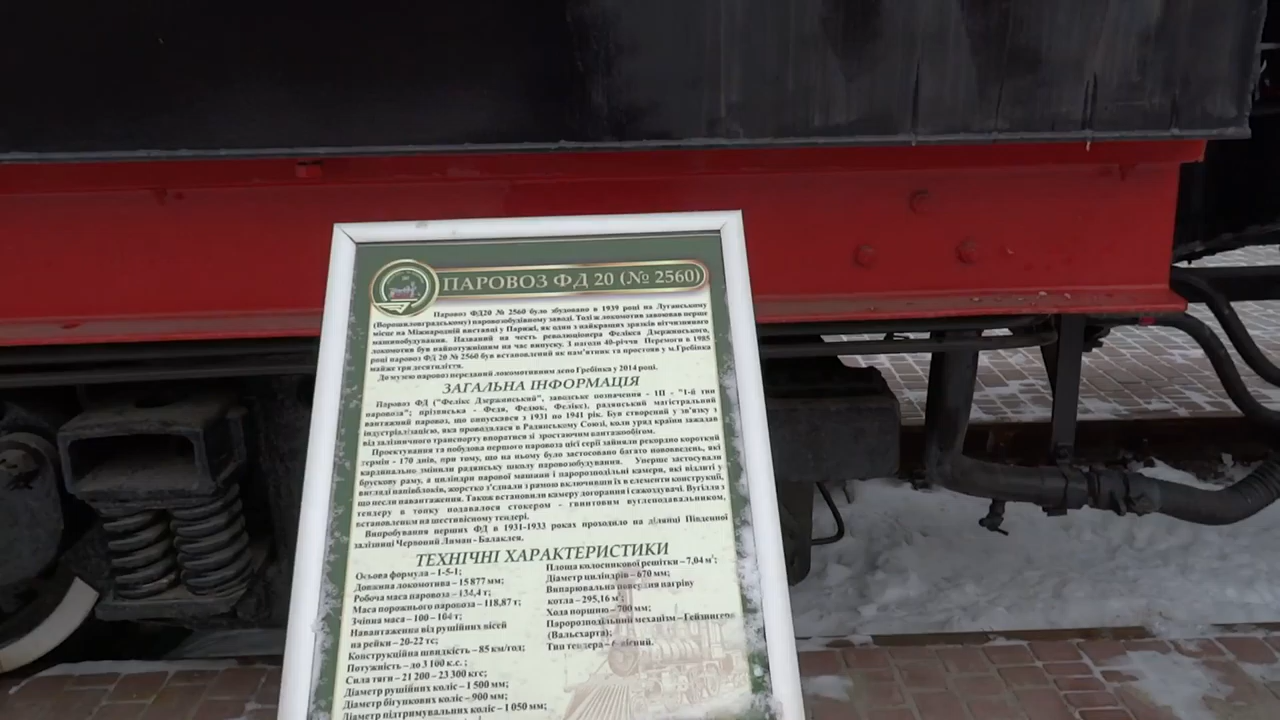 ПАРОВОЗ ФД 20 (№ 2560)
Паровоз ФД20 № 2560 було збудовано в 1939 році на Луганському
(Ворошиловградському) паровозобудівному заводі. Тоді ж локомотив завоював перше
місце на Міжнародній виставці у Парижі, як один з найкращих зразків вітчизняного
машинобудування. Названий на честь революціонера Фелікса Дзержинського,
локомотив був найпотужнішим на час випуску. З нагоди 40-річчя Перемоги в 1985
році паровоз ФД 20 № 2560 був встановлений як пам'ятник та простояв у м.Гребінка
майже три десятиліття.
До музею паровоз переданий локомотивним депо Гребінка у 2014 році.
ЗАГАЛЬНА ІНФОРМАЦІЯ
Паровоз ФД ("Фелікс Дзержинський", заводське позначення - 1П - "1-й тип
паровоза"; прізвиська - Федя, Федюк, Фелікс), радянський магістральний
вантажний паровоз, що випускався з 1931 по 1941 рік. Був створений у зв'язку з
індустріалізацією, яка проводилася в Радянському Союзі, коли уряд країни зажадав
від залізничного транспорту впоратися зі зростаючим вантажообігом.
Проектування та побудова першого паровоза цієї серії зайняли рекордно короткий
термін - 170 днів, при тому, що на ньому було застосовано багато нововведень, які
кардинально змінили радянську школу паровозобудування. Уперше застосували
брускову раму, а циліндри парової машини і паророзподільні камери, які відлиті у
вигляді напівблоків, жорстко з'єднали з рамою включивши їх в елементи конструкції,
що несли навантаження. Також встановили камеру догорання і сажоздувачі. Вугілля з
тендеру в топку подавалося стокером - гвинтовим вуглеподавальником,
встановленим на шестивісному тендері.
Випробування перших ФД в 1931-1933 роках проходило на ділянці Південної
залізниці Червоний Лиман - Балаклея.
ТЕХНІЧНІ ХАРАКТЕРИСТИКИ
Осьова формула – 1-5-1;
Довжина локомотива – 15 877 мм;
Робоча маса паровоза – 134,4 т;
Маса порожнього паровоза – 118,87 т;
Зчіпна маса – 100 – 104 т;
Навантаження від рушійних вісей
на рейки – 20-22 тс;
Конструкційна швидкість – 85 км/год;
Потужність – до 3 100 к.с. ;
Сила тяги – 21 200 – 23 300 кгс;
Діаметр рушійних коліс – 1 500 мм;
Діаметр бігункових коліс – 900 мм;
Діаметр підтримувальних коліс – 1 050 мм;
Площа колосникової решітки – 7,04 м²;
Діаметр циліндрів – 670 мм;
Випарювальна поверхня нагріву
котла – 295,16 м²;
Хода поршню – 700 мм;
Паророзподільний механізм – Гейзингера
(Вальсхарта);
Тип тендера – 6-вісний.